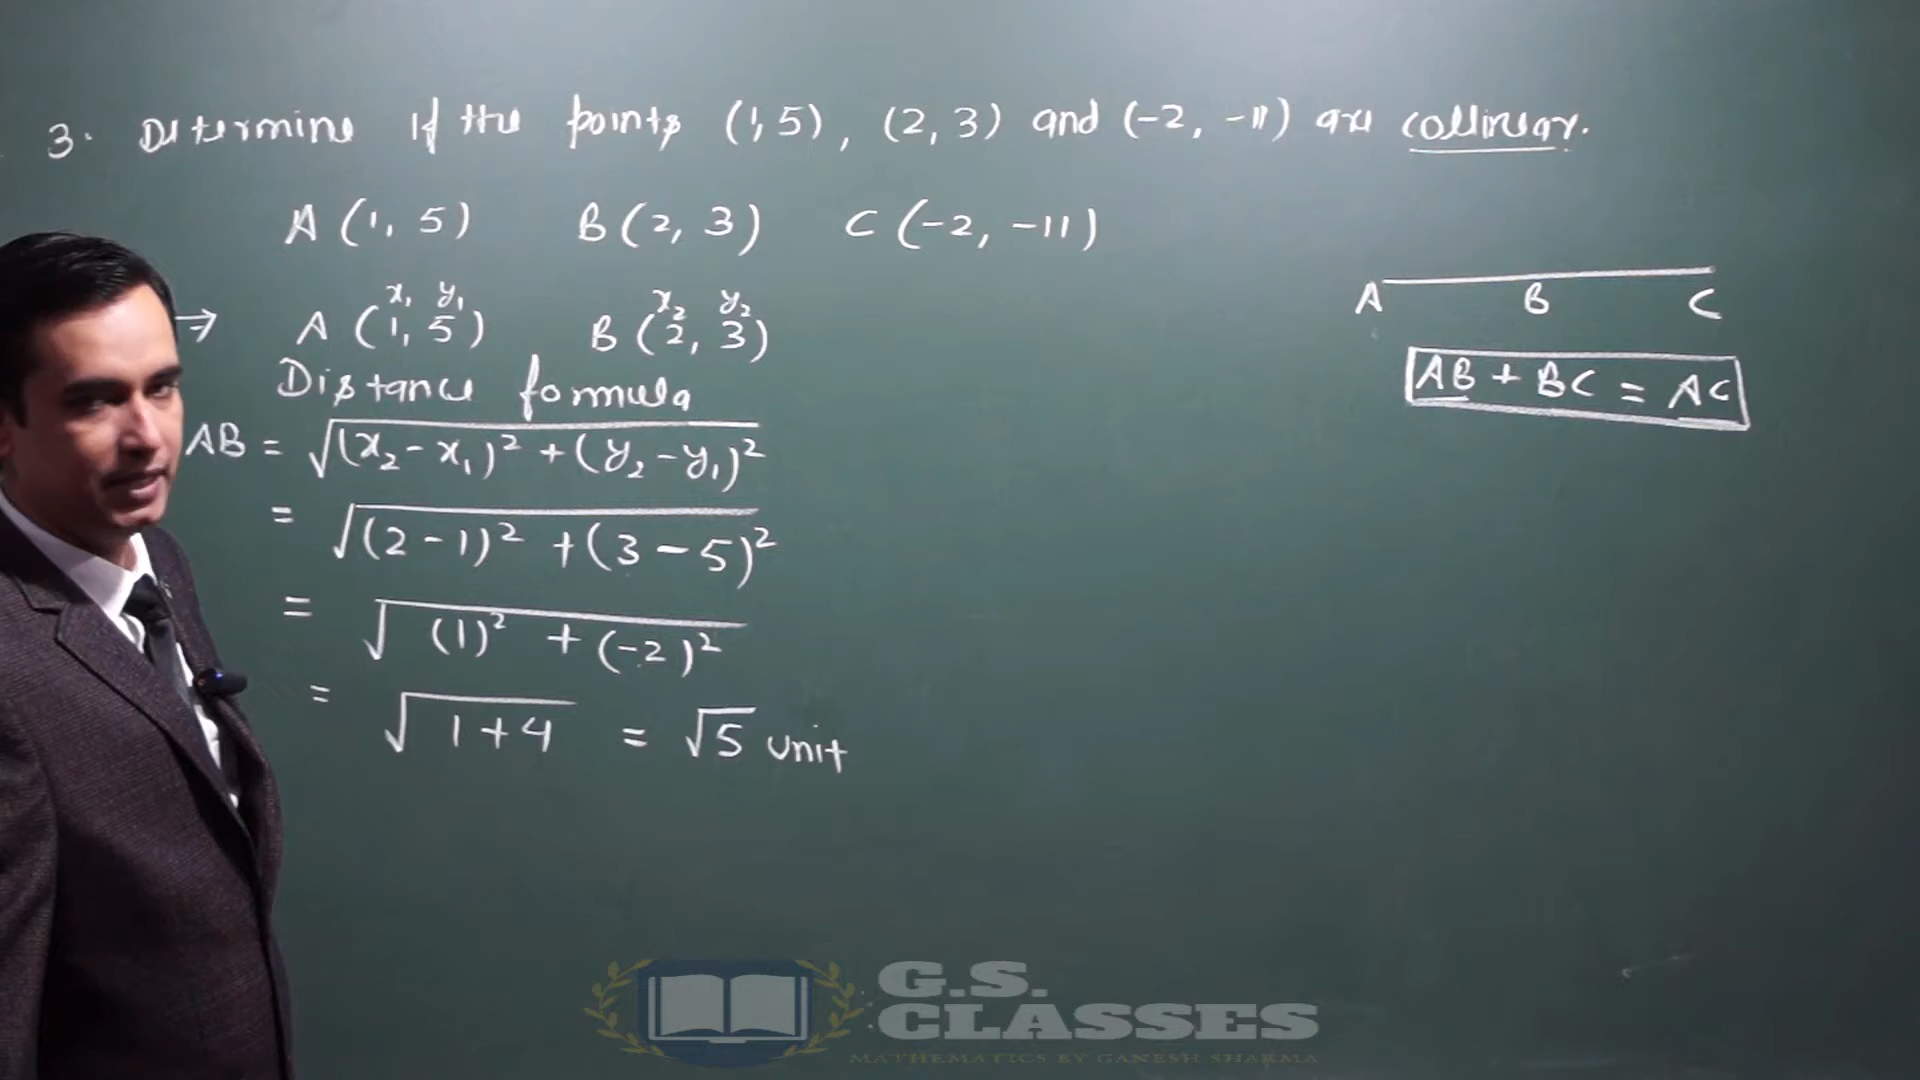 3. Determine if the points (1,5), (2,3) and (-2, -11) are collinear.
A (1, 5) B (2, 3) C (-2, -11)
→ A (1, 5) B (2, 3)
x₁ y₁ x₂ y₂
Distance formula
AB = √(x₂-x₁)² + (y₂-y₁)²
= √(2-1)² + (3-5)²
= √(1)² + (-2)²
= √1+4 = √5 unit
A B C
AB + BC = AC
G.S.
CLASSES
MATHEMATICS BY GANESH SHARMA